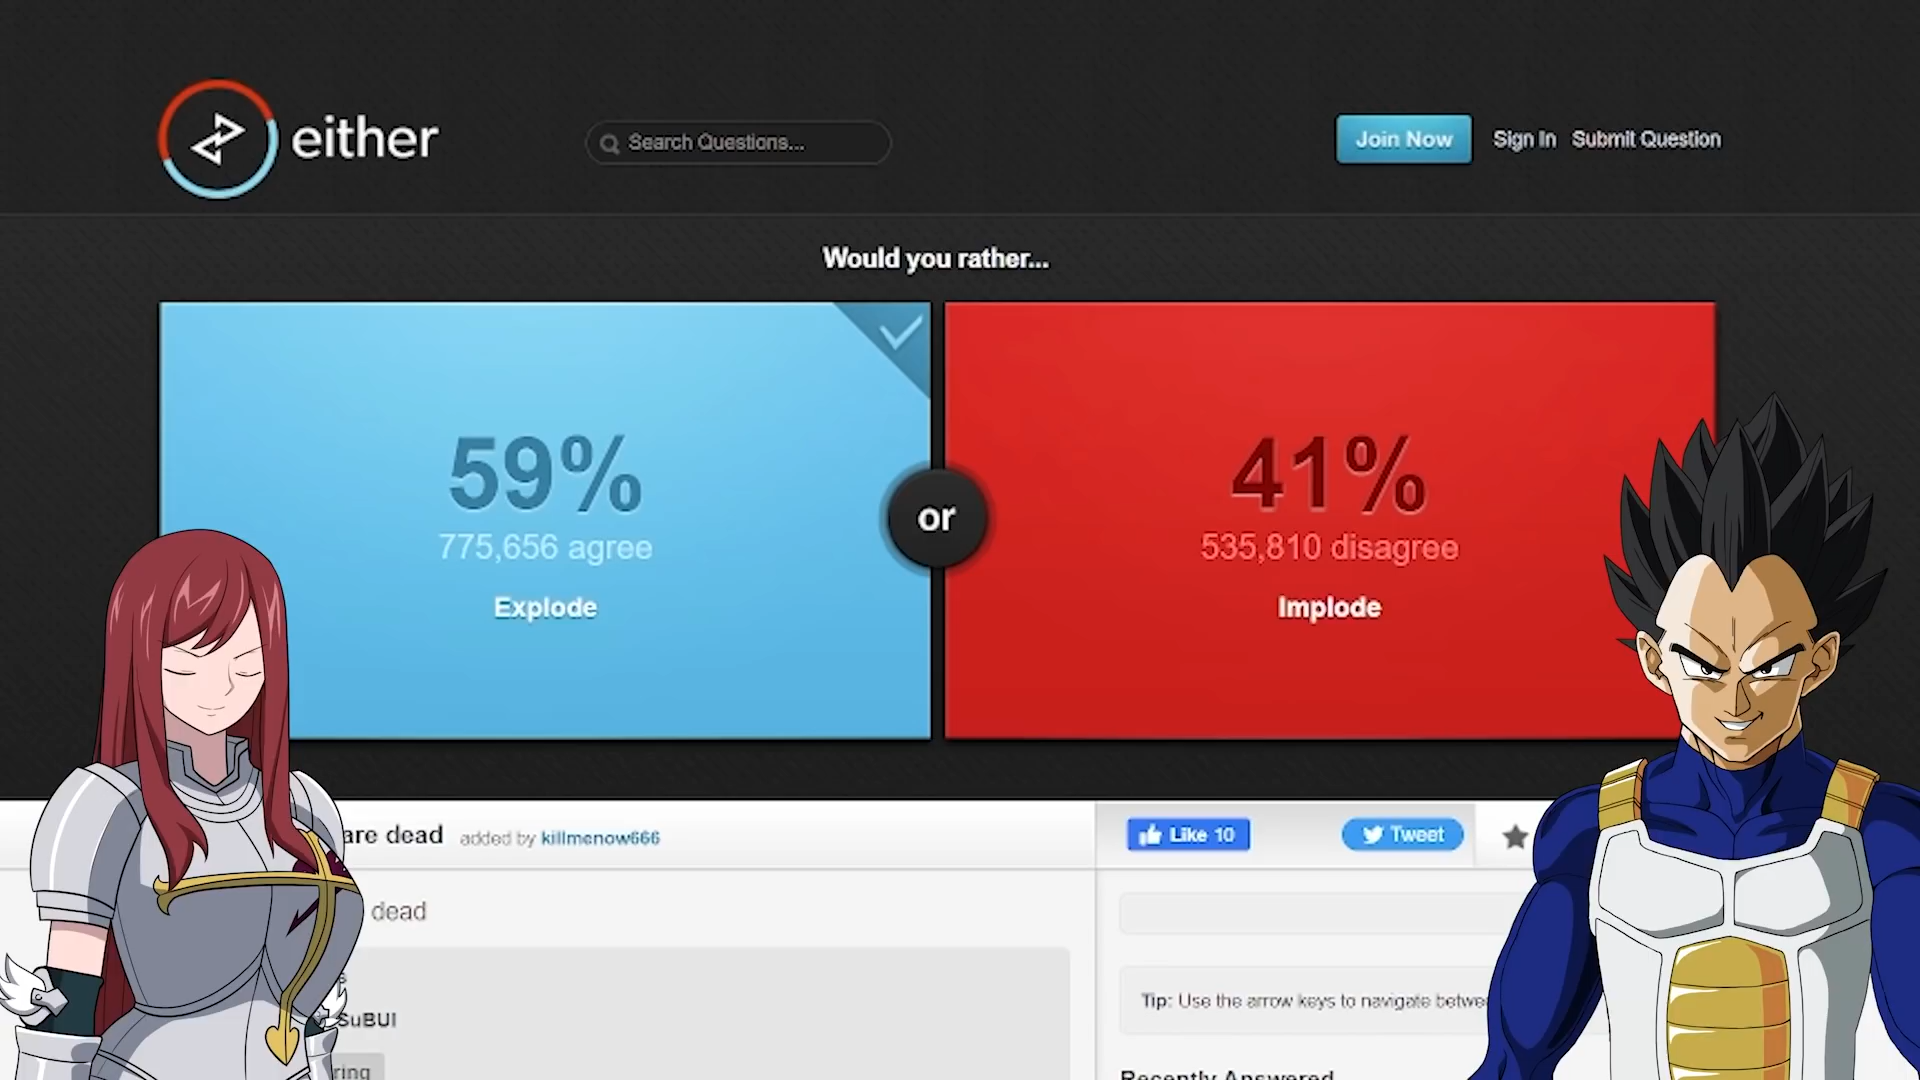 either
Search Questions...
Join Now
Sign In
Submit Question
Would you rather...
59%
775,656 agree
Explode
or
41%
535,810 disagree
Implode
are dead added by killmenow666
Like 10
Tweet
dead
SuBUI
Tip: Use the arrow keys to navigate
Recently Answered